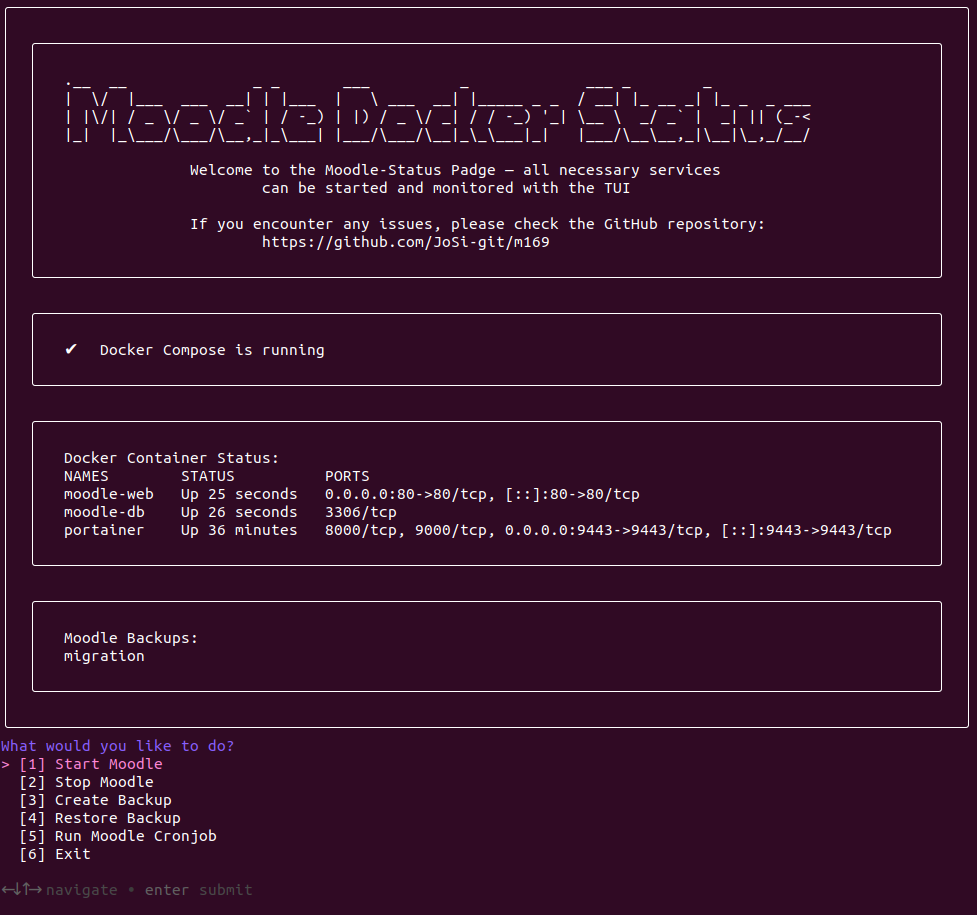 Moodle Docker Status
Welcome to the Moodle-Status Padge – all necessary services
can be started and monitored with the TUI
If you encounter any issues, please check the GitHub repository:
https://github.com/JoSi-git/m169
✔ Docker Compose is running
Docker Container Status:
NAMES STATUS PORTS
moodle-web Up 25 seconds 0.0.0.0:80->80/tcp, [::]:80->80/tcp
moodle-db Up 26 seconds 3306/tcp
portainer Up 36 minutes 8000/tcp, 9000/tcp, 0.0.0.0:9443->9443/tcp, [::]:9443->9443/tcp
Moodle Backups:
migration
What would you like to do?
> [1] Start Moodle
[2] Stop Moodle
[3] Create Backup
[4] Restore Backup
[5] Run Moodle Cronjob
[6] Exit
←↓↑→ navigate • enter submit